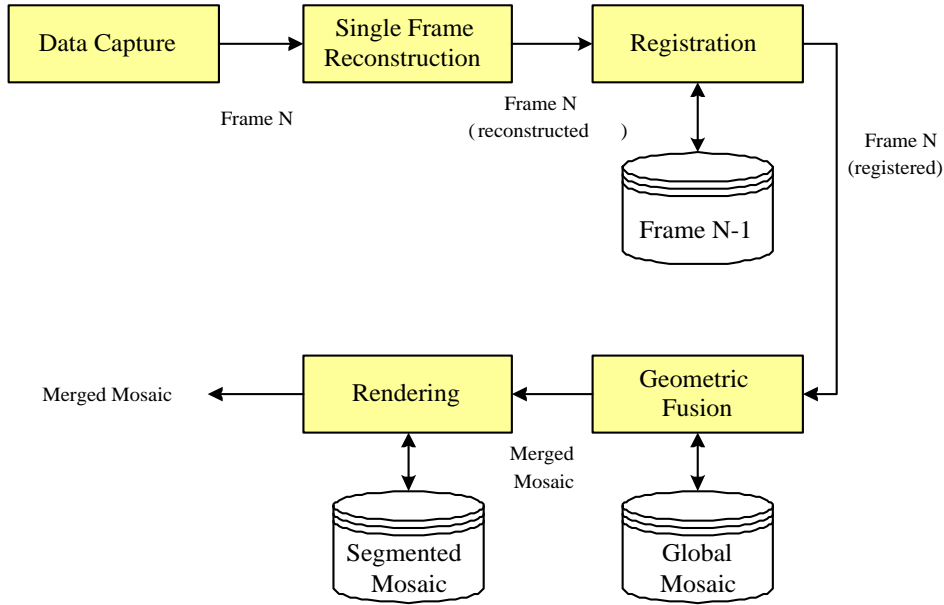 Data Capture
Single Frame
Reconstruction
Registration
Frame N
Frame N
(reconstructed )
Frame N
(registered)
Frame N-1
Merged Mosaic
Rendering
Geometric
Fusion
Merged
Mosaic
Segmented
Mosaic
Global
Mosaic